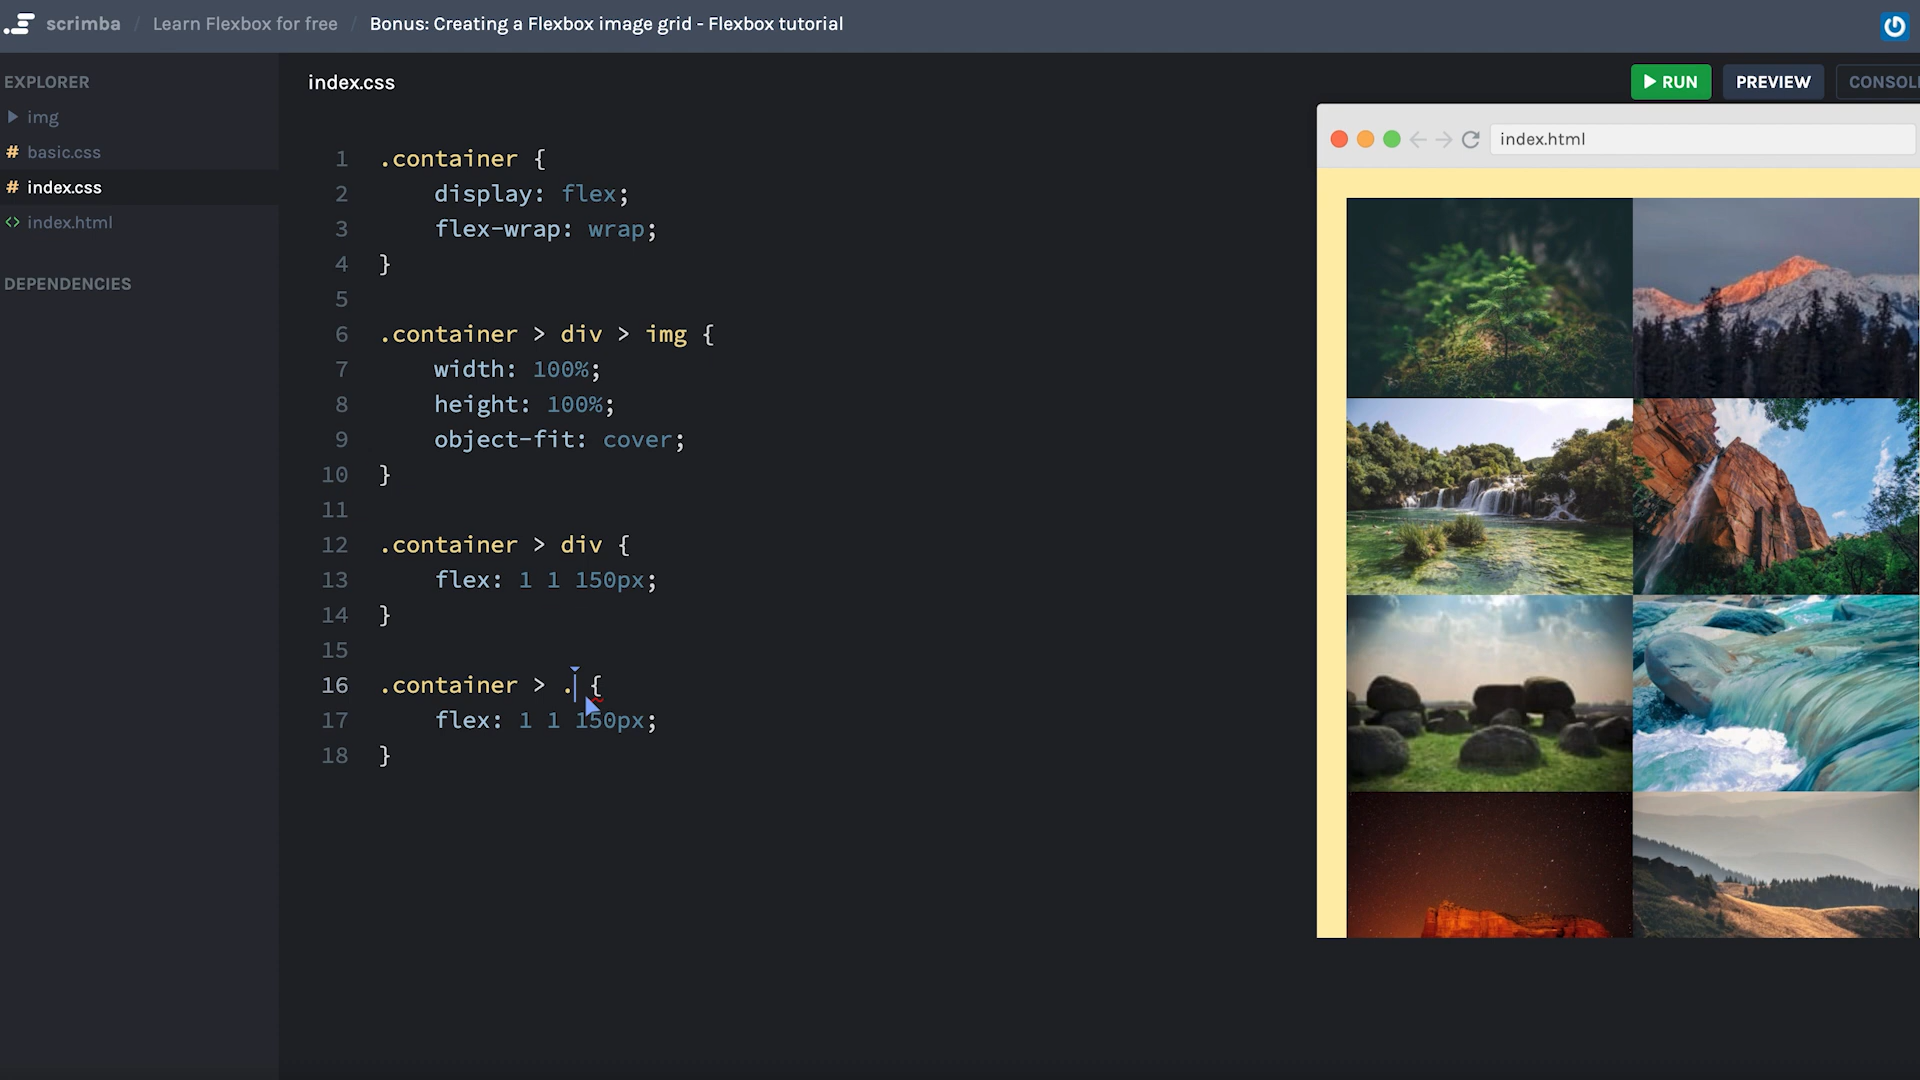 scrimba / Learn Flexbox for free / Bonus: Creating a Flexbox image grid - Flexbox tutorial
EXPLORER
img
# basic.css
# index.css
<> index.html
DEPENDENCIES
index.css
RUN
PREVIEW
CONSOL
index.html
1 .container {
2 display: flex;
3 flex-wrap: wrap;
4 }
5
6 .container > div > img {
7 width: 100%;
8 height: 100%;
9 object-fit: cover;
10 }
11
12 .container > div {
13 flex: 1 1 150px;
14 }
15
16 .container > . {
17 flex: 1 1 150px;
18 }